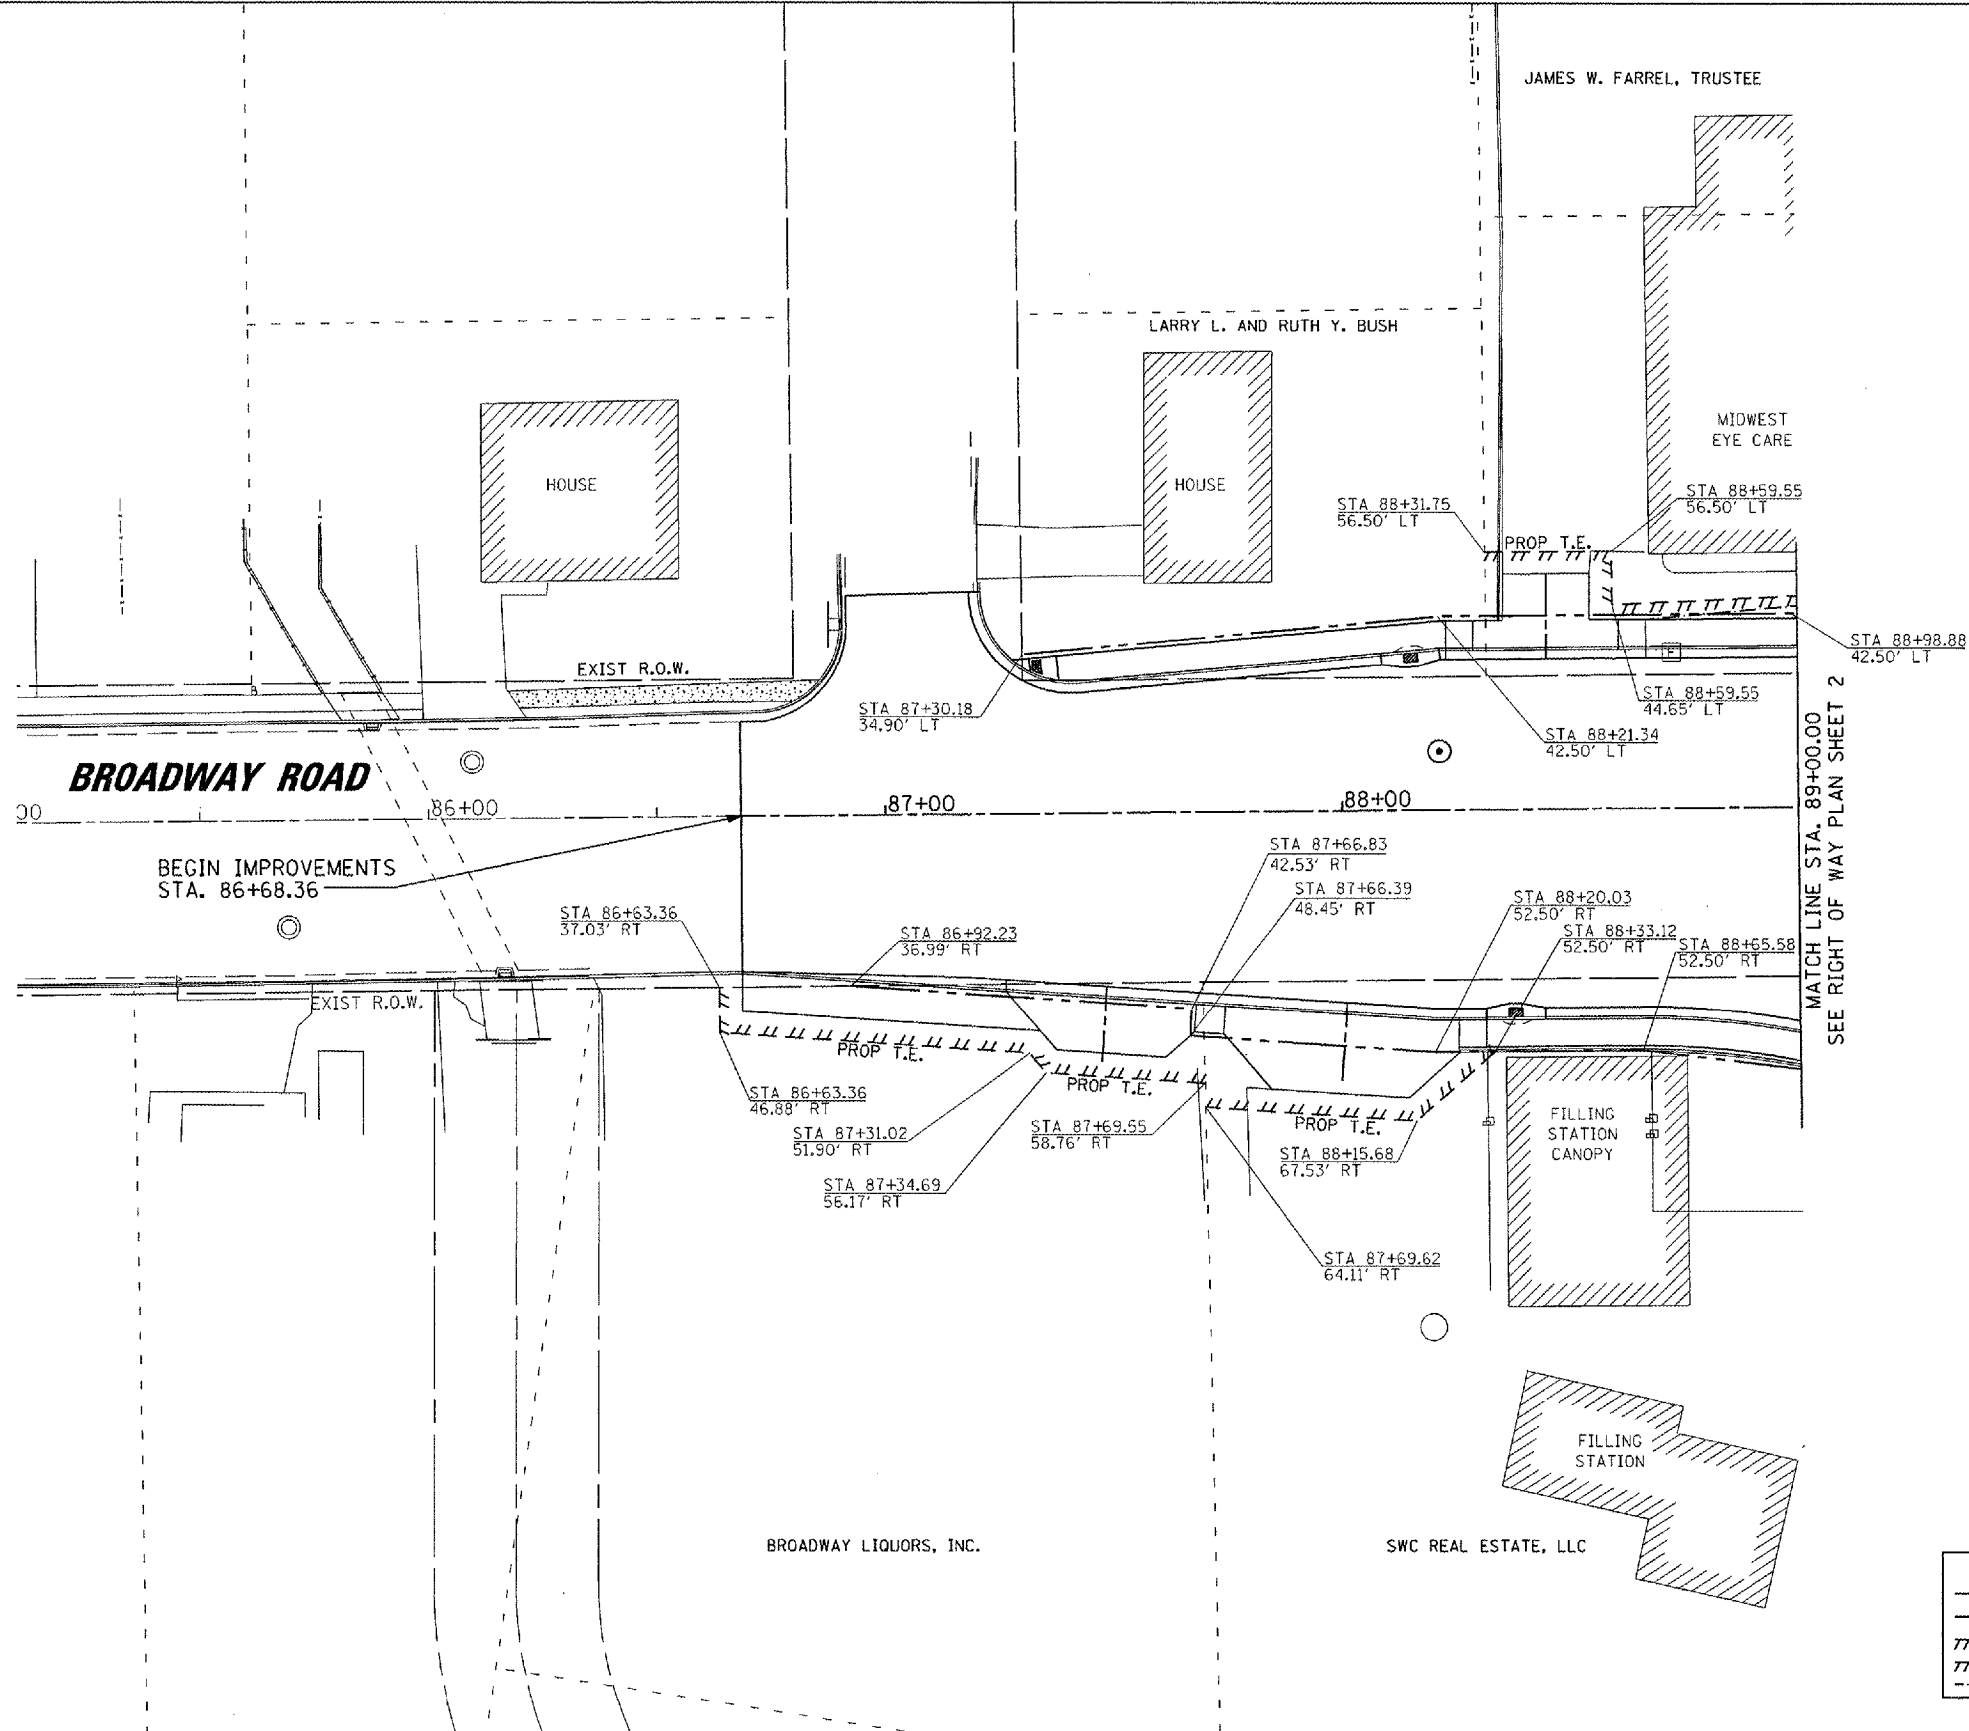 JAMES W. FARREL, TRUSTEE
LARRY L. AND RUTH Y. BUSH
MIDWEST
EYE CARE
HOUSE
HOUSE
STA 88+31.75
56.50' LT
STA 88+59.55
56.50' LT
PROP T.E.
EXIST R.O.W.
STA 87+30.18
34.90' LT
STA 88+98.88
42.50' LT
STA 88+59.55
44.65' LT
STA 88+21.34
42.50' LT
BROADWAY ROAD
00
86+00
87+00
88+00
MATCH LINE STA. 89+00.00
SEE RIGHT OF WAY PLAN SHEET 2
BEGIN IMPROVEMENTS
STA. 86+68.36
STA 87+66.83
42.53' RT
STA 87+66.39
48.45' RT
STA 88+20.03
52.50' RT
STA 88+33.12
52.50' RT
STA 88+65.58
52.50' RT
STA 86+63.36
37.03' RT
STA 86+92.23
36.99' RT
EXIST R.O.W.
PROP T.E.
PROP T.E.
PROP T.E.
STA 86+63.36
46.88' RT
STA 87+31.02
51.90' RT
STA 87+69.55
58.76' RT
STA 88+15.68
67.53' RT
STA 87+34.69
56.17' RT
STA 87+69.62
64.11' RT
FILLING
STATION
CANOPY
FILLING
STATION
BROADWAY LIQUORS, INC.
SWC REAL ESTATE, LLC